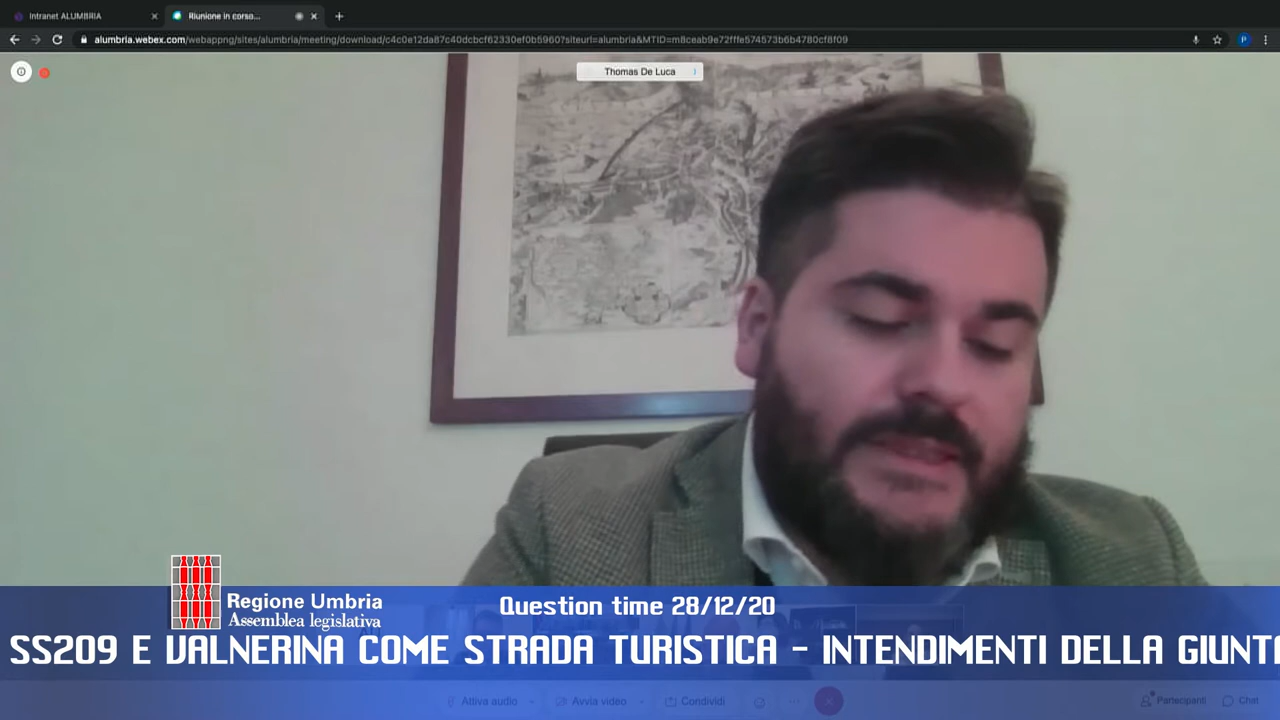 Intranet ALUMBRIA
Riunione in corso...
alumbria.webex.com/webappng/sites/alumbria/meeting/download/c4c0e12da87c40dcbcf62330ef0b5960?siteurl=alumbria&MTID=m8ceab9e72fffe574573b6b4780cf8f09
P
Thomas De Luca
Regione Umbria
Assemblea legislativa
Question time 28/12/20
SS209 E VALNERINA COME STRADA TURISTICA - INTENDIMENTI DELLA GIUNT
Attiva audio
Avvia video
Condividi
Partecipanti
Chat